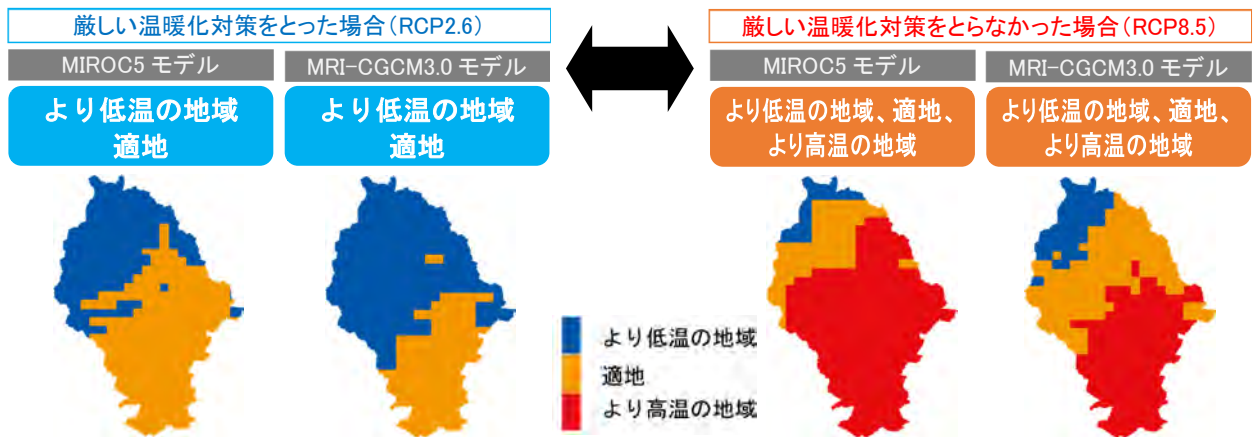 厳しい温暖化対策をとった場合（RCP2.6）
MIROC5 モデル
MRI-CGCM3.0 モデル
より低温の地域
適地
より低温の地域
適地
厳しい温暖化対策をとらなかった場合（RCP8.5）
MIROC5 モデル
MRI-CGCM3.0 モデル
より低温の地域、適地、
より高温の地域
より低温の地域、適地、
より高温の地域
より低温の地域
適地
より高温の地域